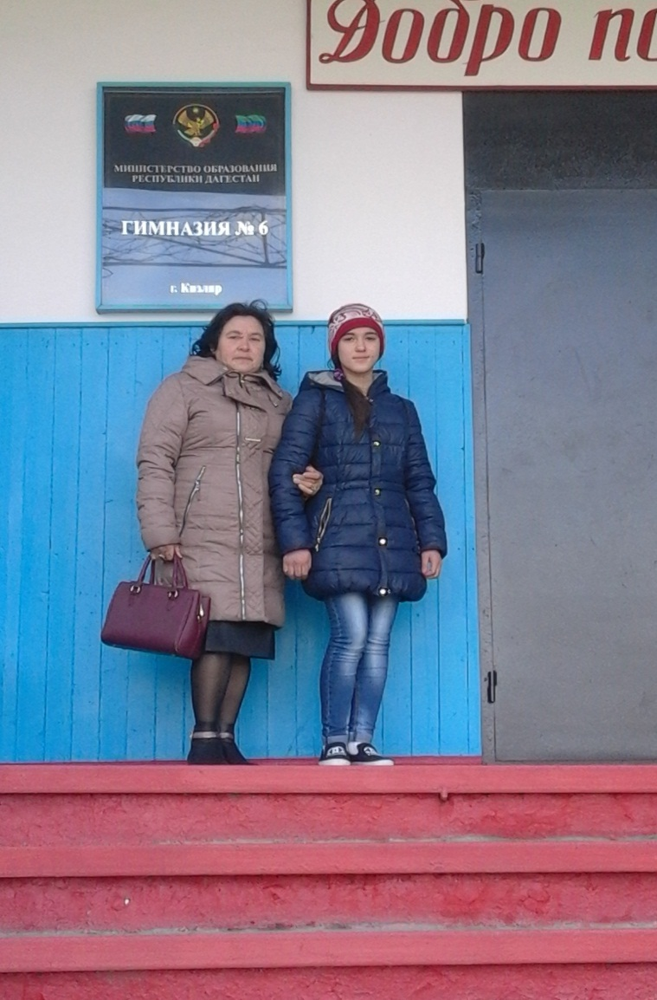 Добро по
МИНИСТЕРСТВО ОБРАЗОВАНИЯ
РЕСПУБЛИКИ ДАГЕСТАН
ГИМНАЗИЯ № 6
г. Кизляр